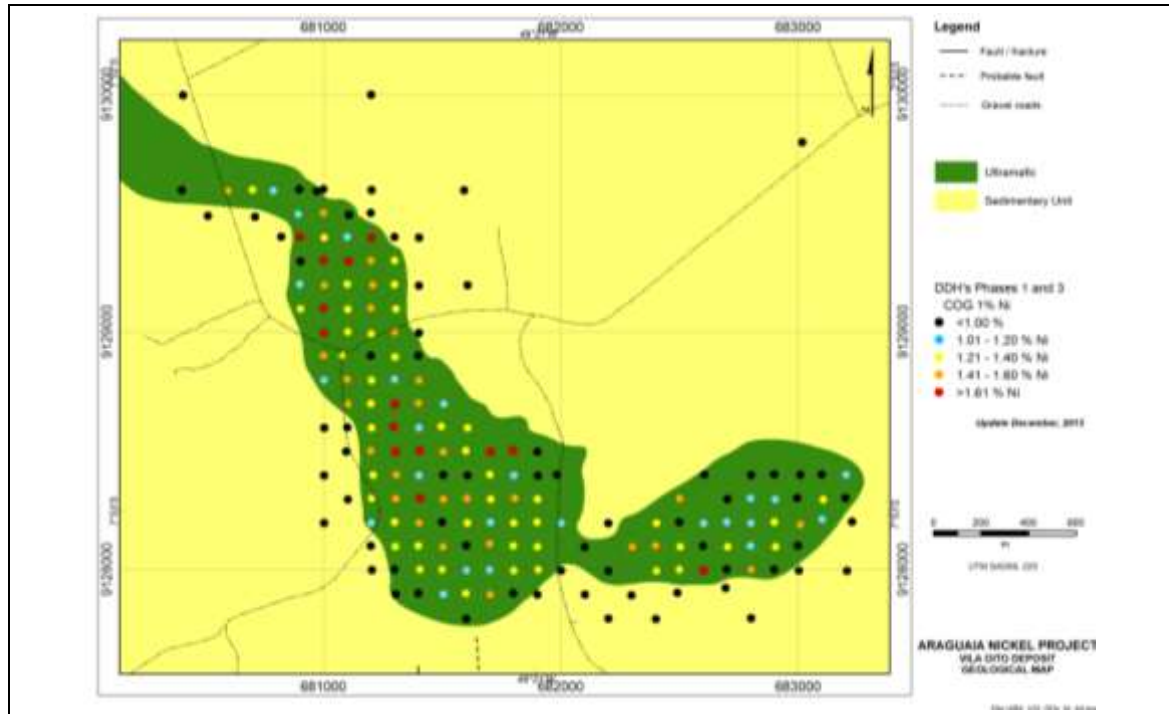 681000
682000
683000
9130000
9130000
9129000
9129000
9128000
9128000
681000
682000
683000
Legend
Fault / fracture
Probable fault
Gravel roads
Ultramafic
Sedimentary Unit
DDH's Phases 1 and 3
COG 1% Ni
<1.00 %
1.01 - 1.20 % Ni
1.21 - 1.40 % Ni
1.41 - 1.60 % Ni
>1.61 % Ni
Update December, 2013
0 200 400 600
m
ARAGUAIA NICKEL PROJECT
VILA OITO DEPOSIT
GEOLOGICAL MAP